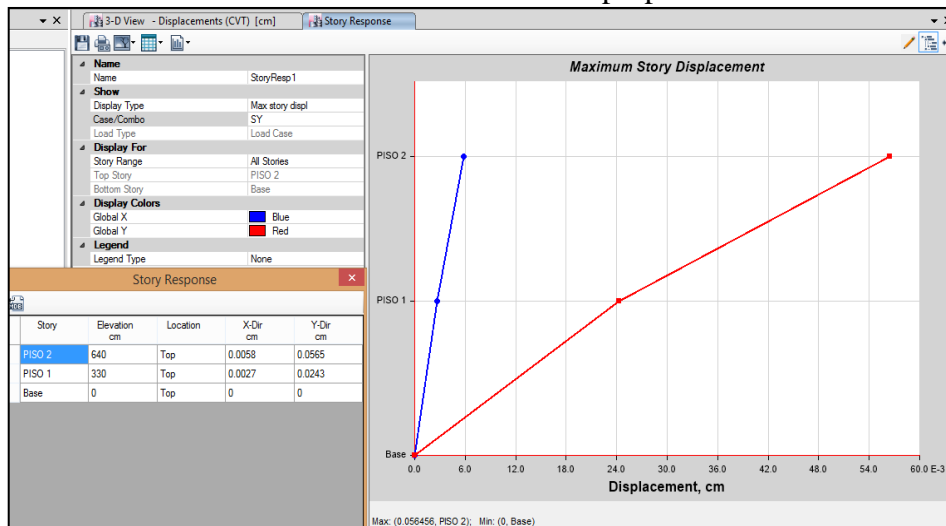 3-D View - Displacements (CVT) [cm]
Story Response
Name
Name StoryResp1
Show
Display Type Max story displ
Case/Combo SY
Load Type Load Case
Display For
Story Range All Stories
Top Story PISO 2
Bottom Story Base
Display Colors
Global X Blue
Global Y Red
Legend
Legend Type None
Story Response
Story Elevation Location X-Dir Y-Dir
cm cm cm
PISO 2 640 Top 0.0058 0.0565
PISO 1 330 Top 0.0027 0.0243
Base 0 Top 0 0
Maximum Story Displacement
PISO 2
PISO 1
Base
0.0 6.0 12.0 18.0 24.0 30.0 36.0 42.0 48.0 54.0 60.0 E-3
Displacement, cm
Max: (0.056456, PISO 2); Min: (0, Base)